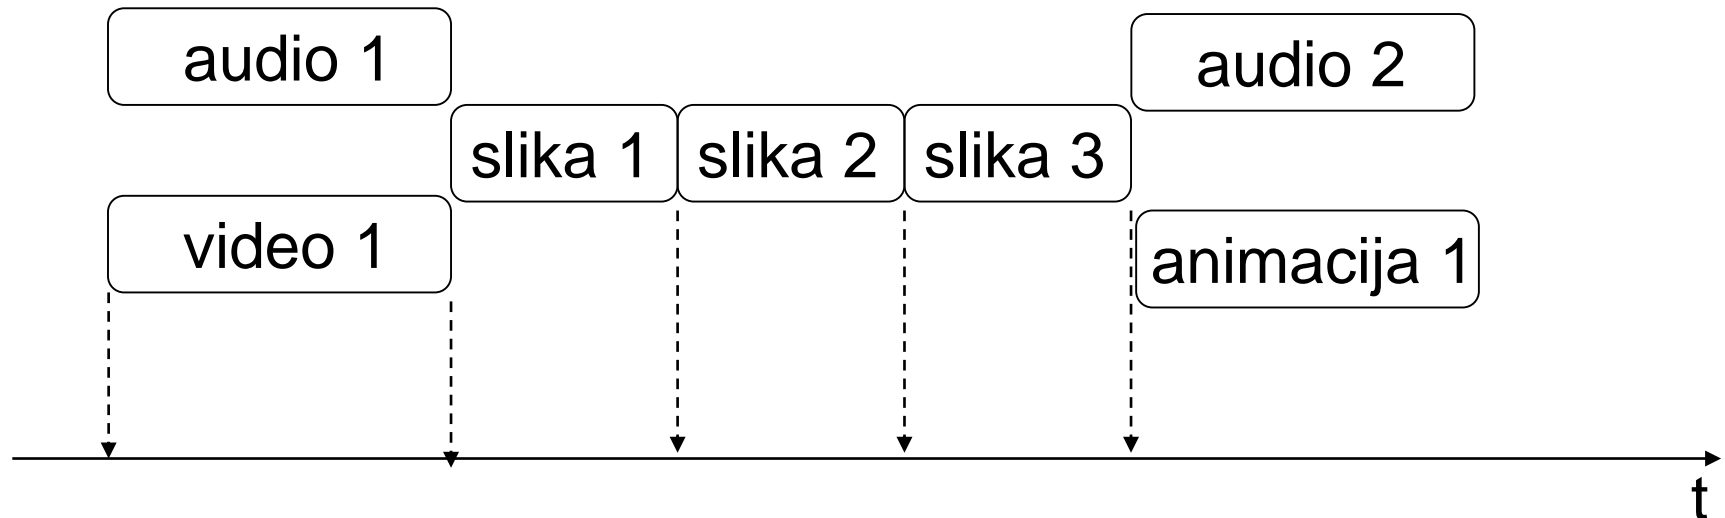 audio 1
audio 2
slika 1
slika 2
slika 3
video 1
animacija 1
t